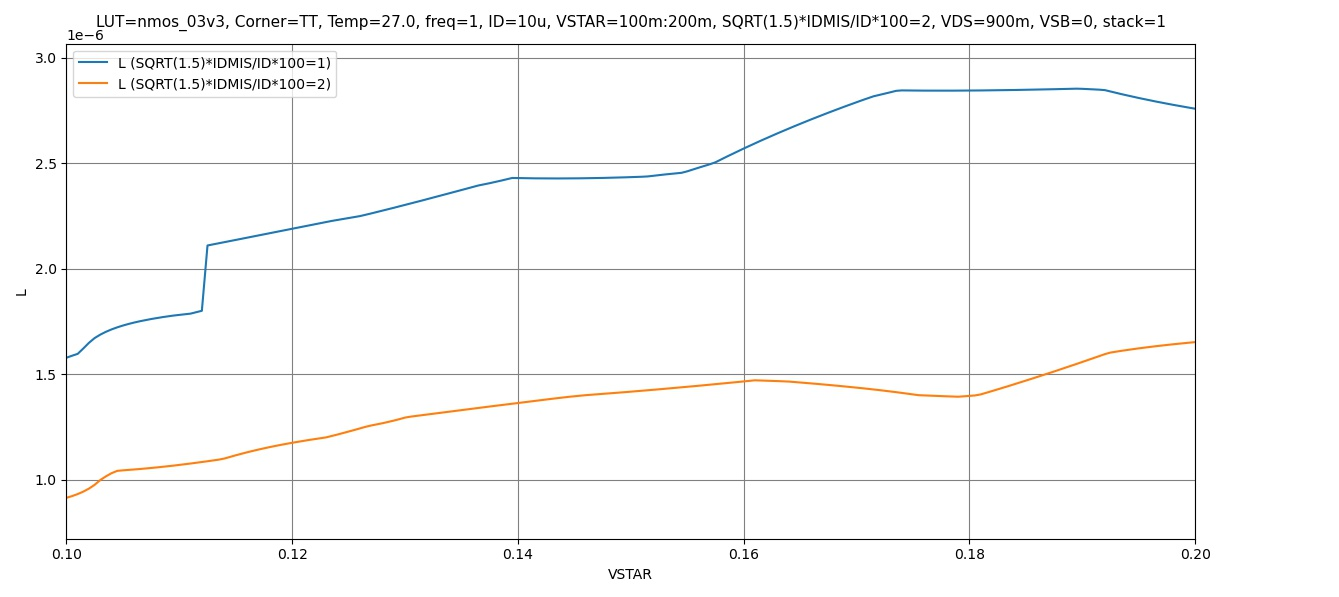 LUT=nmos_03v3, Corner=TT, Temp=27.0, freq=1, ID=10u, VSTAR=100m:200m, SQRT(1.5)*IDMIS/ID*100=2, VDS=900m, VSB=0, stack=1
1e−6
L (SQRT(1.5)*IDMIS/ID*100=1)
L (SQRT(1.5)*IDMIS/ID*100=2)
3.0
2.5
2.0
1.5
1.0
L
0.10 0.12 0.14 0.16 0.18 0.20
VSTAR